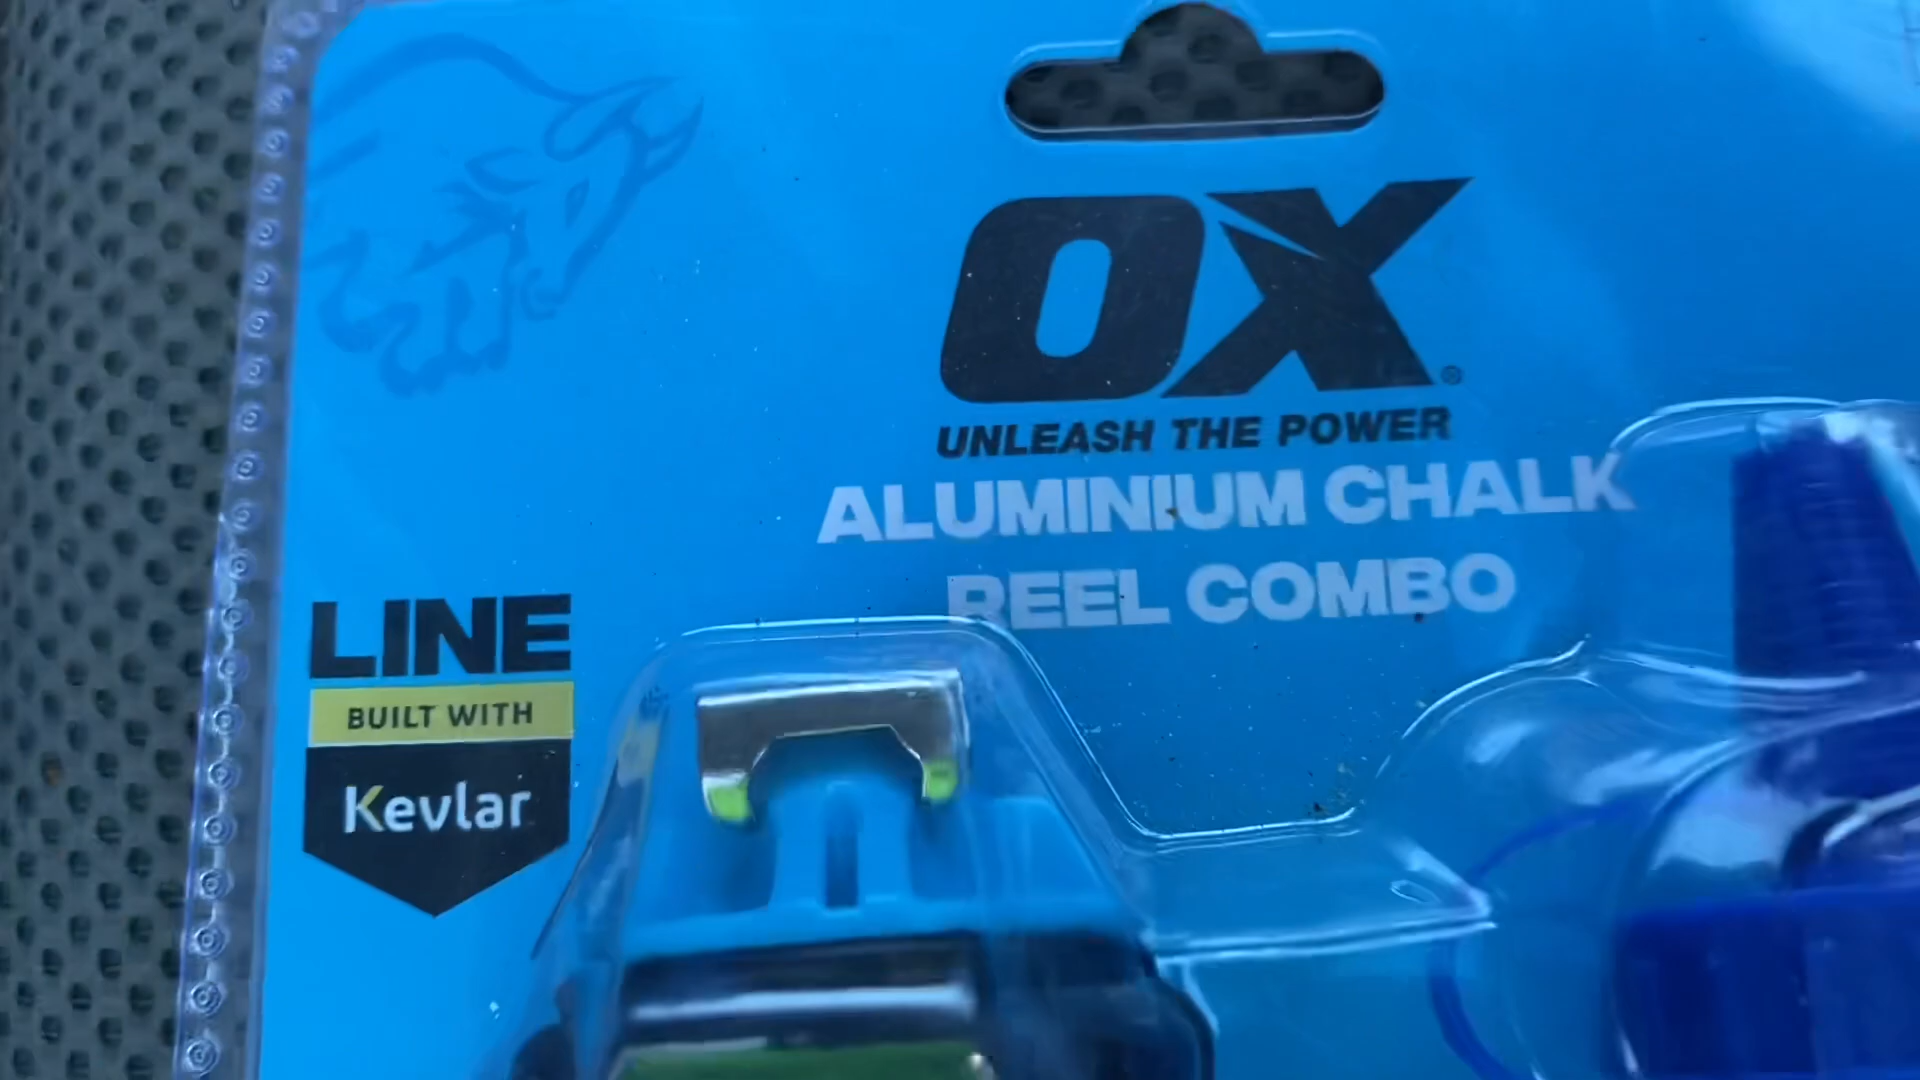 OX®
UNLEASH THE POWER
ALUMINIUM CHALK
REEL COMBO
LINE
BUILT WITH
Kevlar